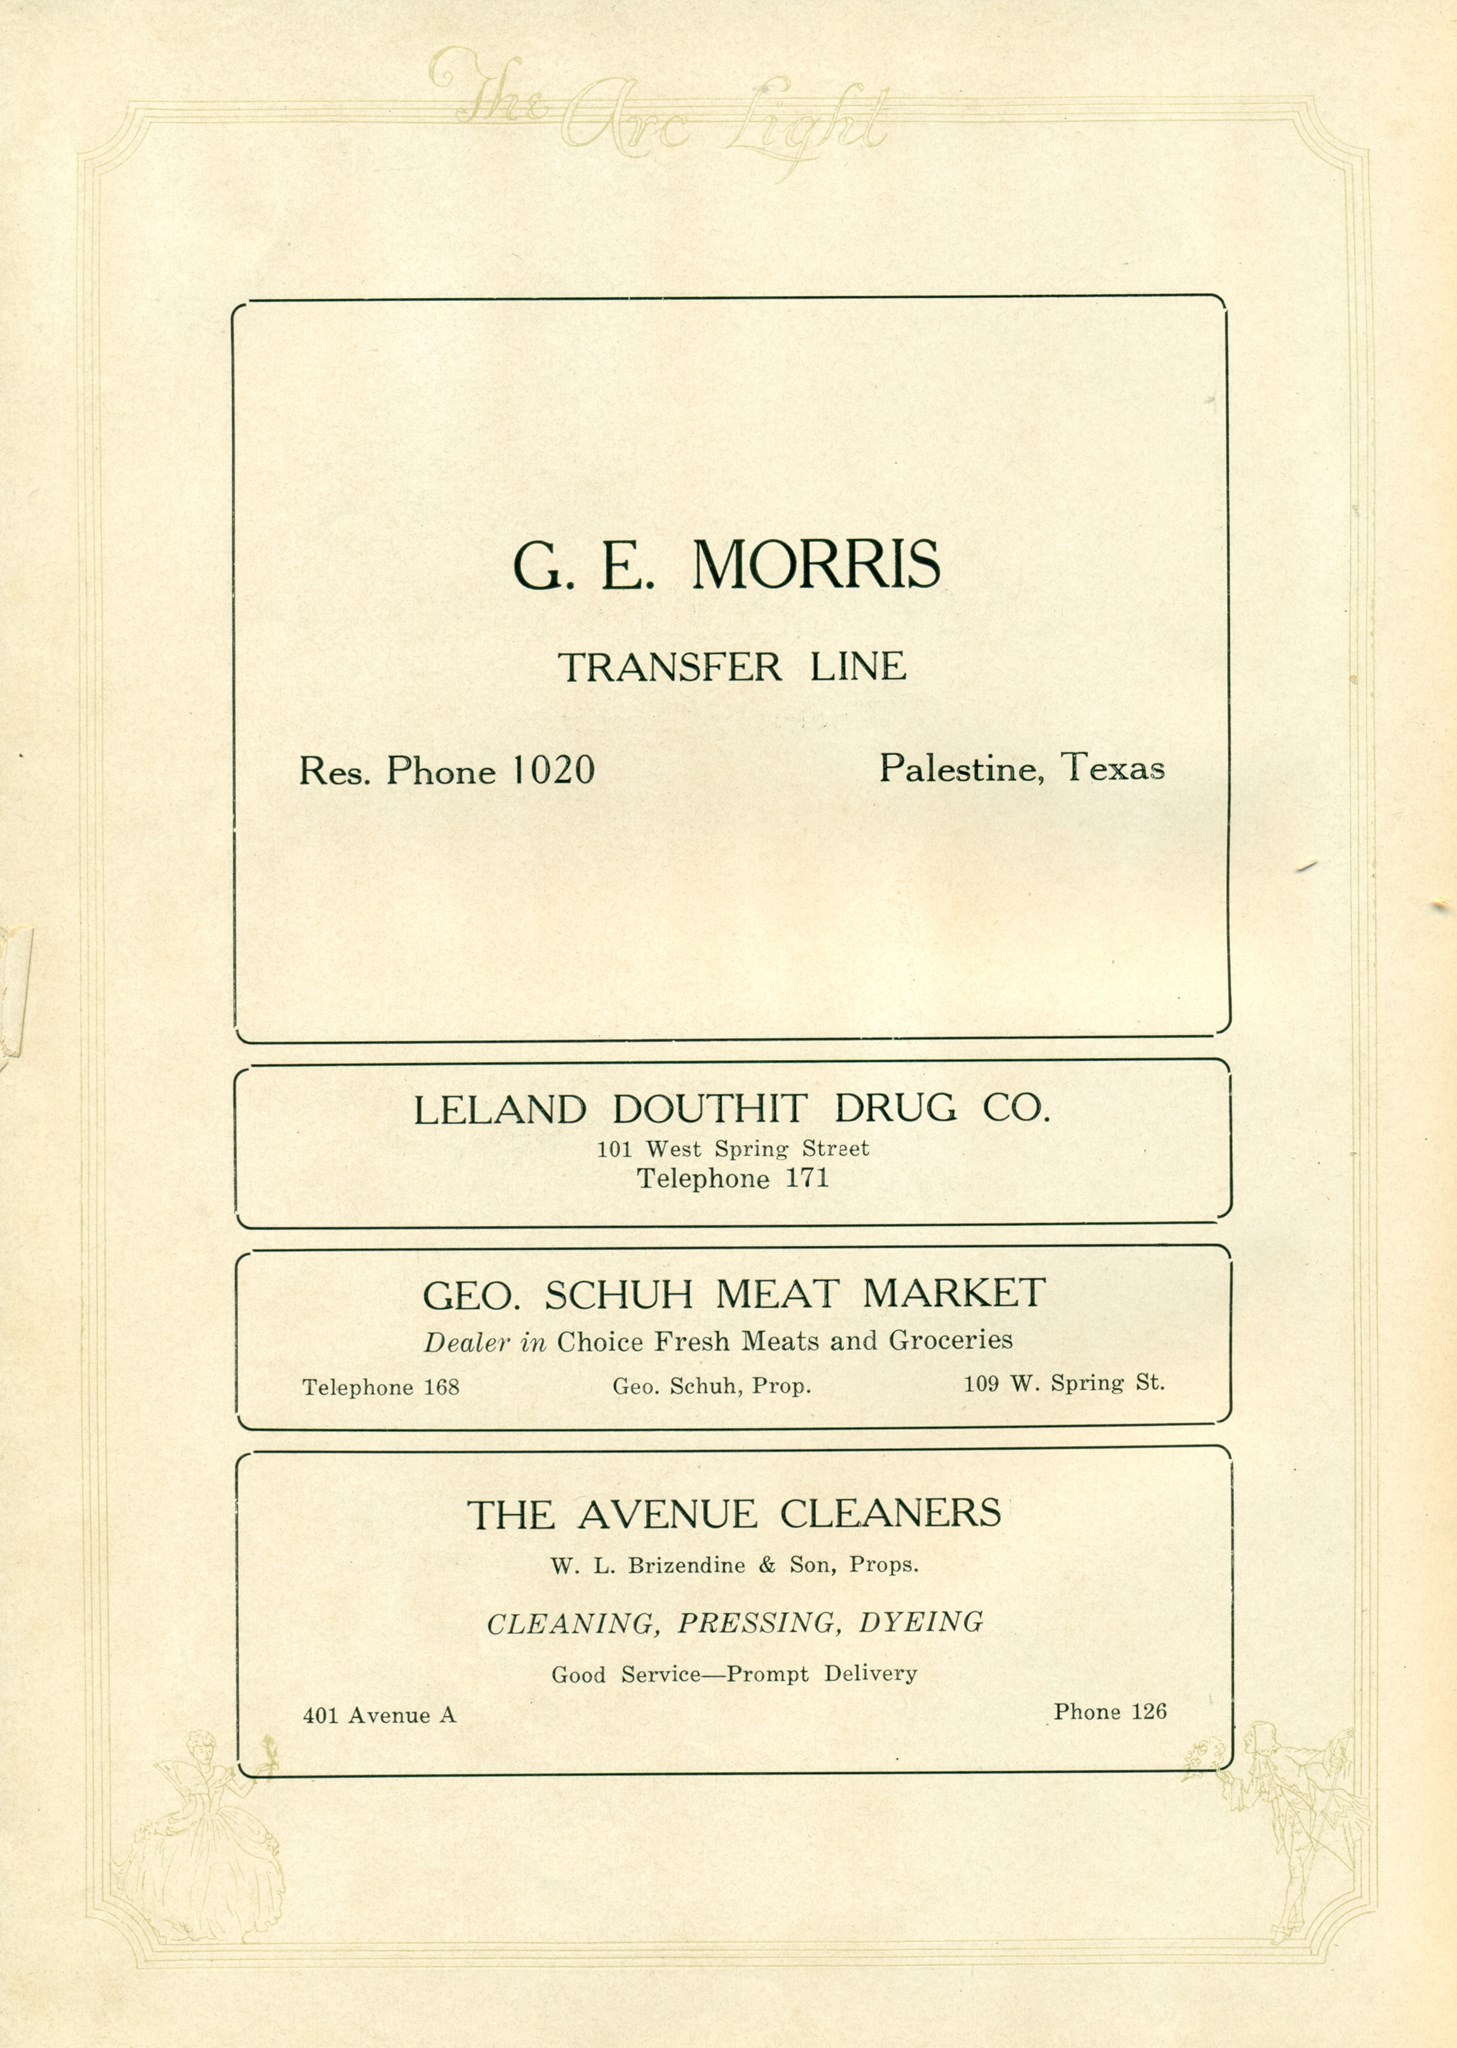 The Arc Light
G. E. MORRIS
TRANSFER LINE
Res. Phone 1020 Palestine, Texas
LELAND DOUTHIT DRUG CO.
101 West Spring Street
Telephone 171
GEO. SCHUH MEAT MARKET
Dealer in Choice Fresh Meats and Groceries
Telephone 168 Geo. Schuh, Prop. 109 W. Spring St.
THE AVENUE CLEANERS
W. L. Brizendine & Son, Props.
CLEANING, PRESSING, DYEING
Good Service—Prompt Delivery
401 Avenue A Phone 126